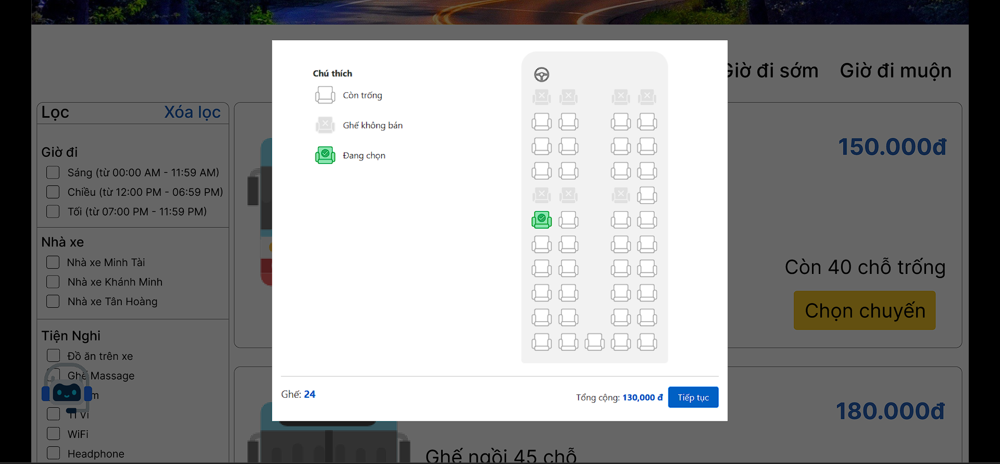 Giờ đi sớm
Giờ đi muộn
Lọc
Xóa lọc
Giờ đi
Sáng (từ 00:00 AM - 11:59 AM)
Chiều (từ 12:00 PM - 06:59 PM)
Tối (từ 07:00 PM - 11:59 PM)
Nhà xe
Nhà xe Minh Tài
Nhà xe Khánh Minh
Nhà xe Tân Hoàng
Tiện Nghi
Đồ ăn trên xe
Ghế Massage
Ti vi
WiFi
Headphone
Chú thích
Còn trống
Ghế không bán
Đang chọn
Ghế: 24
Tổng cộng: 130,000 đ
Tiếp tục
150.000đ
Còn 40 chỗ trống
Chọn chuyến
180.000đ
Ghế ngồi 45 chỗ